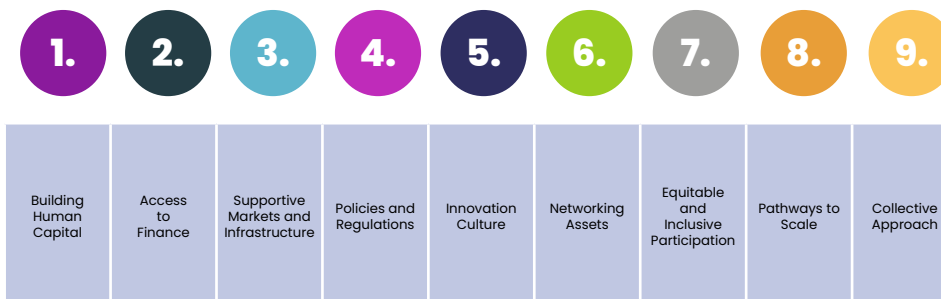 1.
2.
3.
4.
5.
6.
7.
8.
9.
Building
Human
Capital
Access
to
Finance
Supportive
Markets and
Infrastructure
Policies and
Regulations
Innovation
Culture
Networking
Assets
Equitable
and
Inclusive
Participation
Pathways to
Scale
Collective
Approach